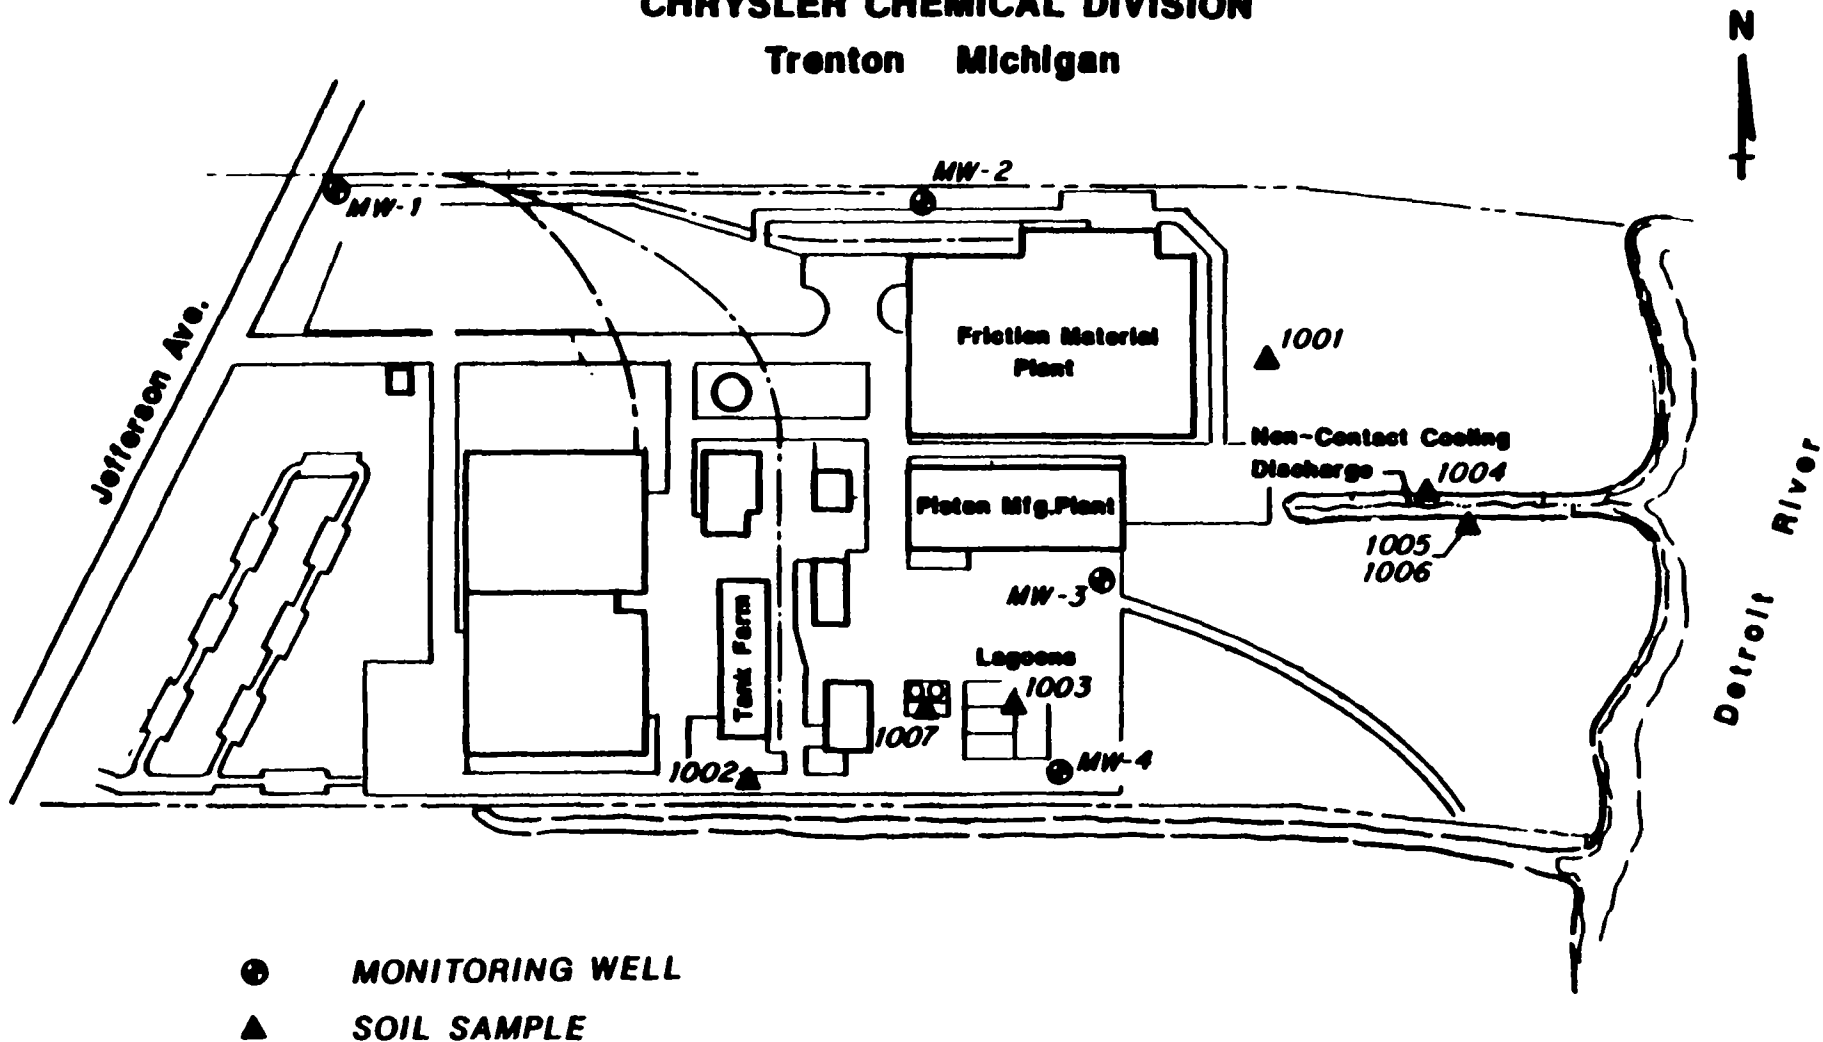 CHRYSLER CHEMICAL DIVISION
Trenton Michigan
N
MW-2
MW-1
Jefferson Ave.
Friction Material
Plant
1001
Non-Contact Cooling
Discharge
1004
Piston Mfg.Plant
1005
1006
Detroit River
MW-3
Tank Farm
Lagoons
1003
1007
1002
MW-4
MONITORING WELL
SOIL SAMPLE